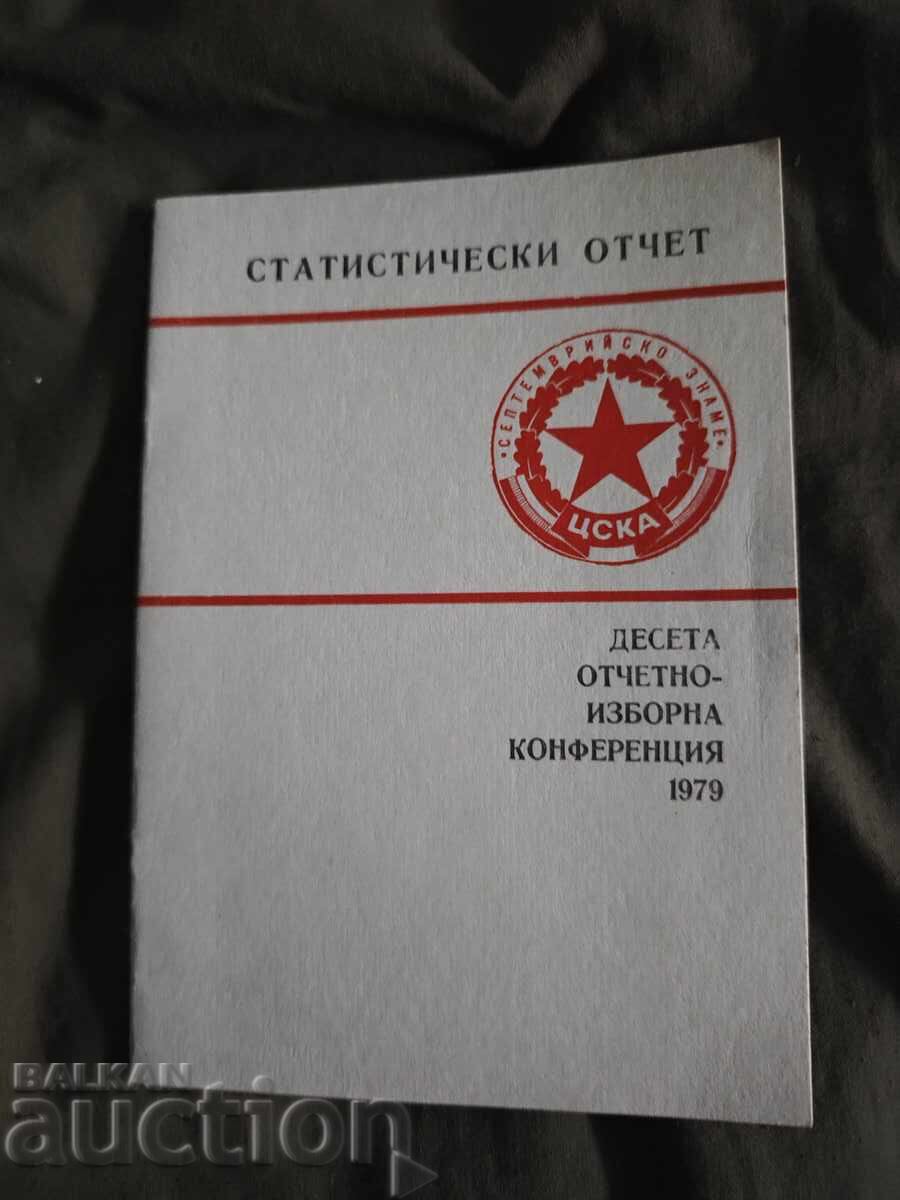 СТАТИСТИЧЕСКИ ОТЧЕТ
• СЕПТЕМВРИЙСКО ЗНАМЕ •
ЦСКА
ДЕСЕТА
ОТЧЕТНО-
ИЗБОРНА
КОНФЕРЕНЦИЯ
1979
BALKAN
auction